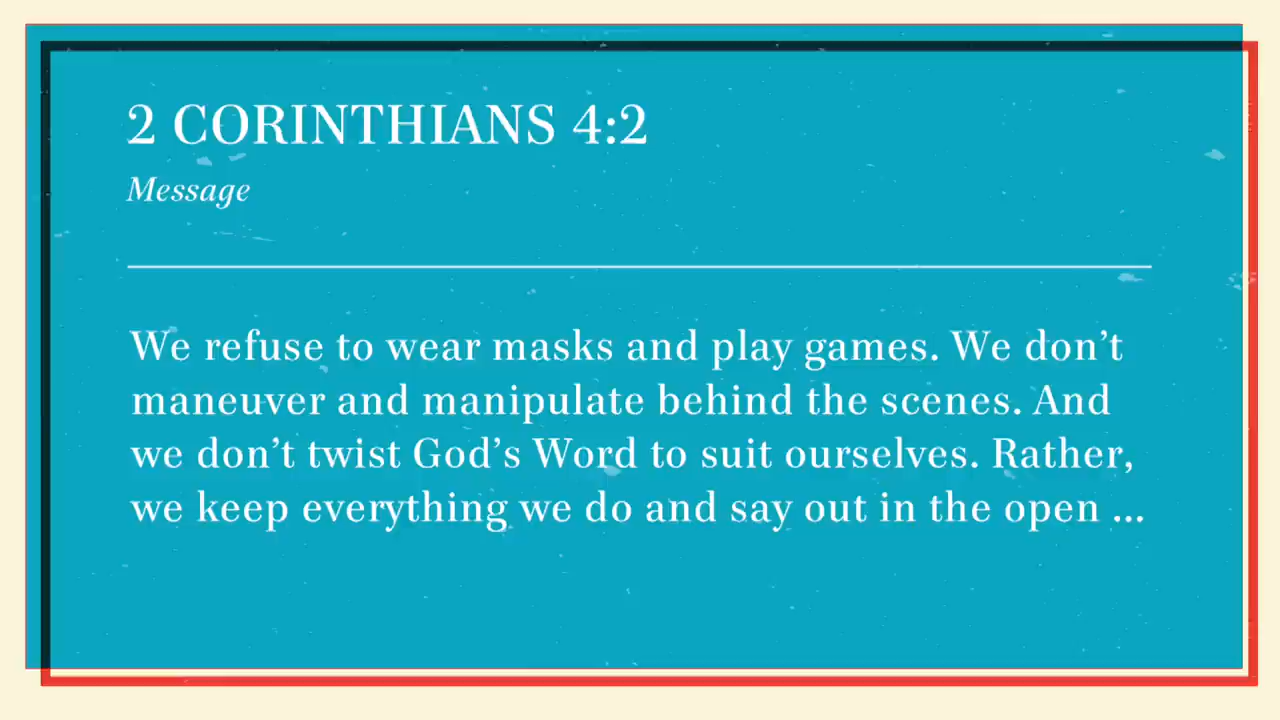 2 CORINTHIANS 4:2
Message
We refuse to wear masks and play games. We don’t
maneuver and manipulate behind the scenes. And
we don’t twist God’s Word to suit ourselves. Rather,
we keep everything we do and say out in the open ...